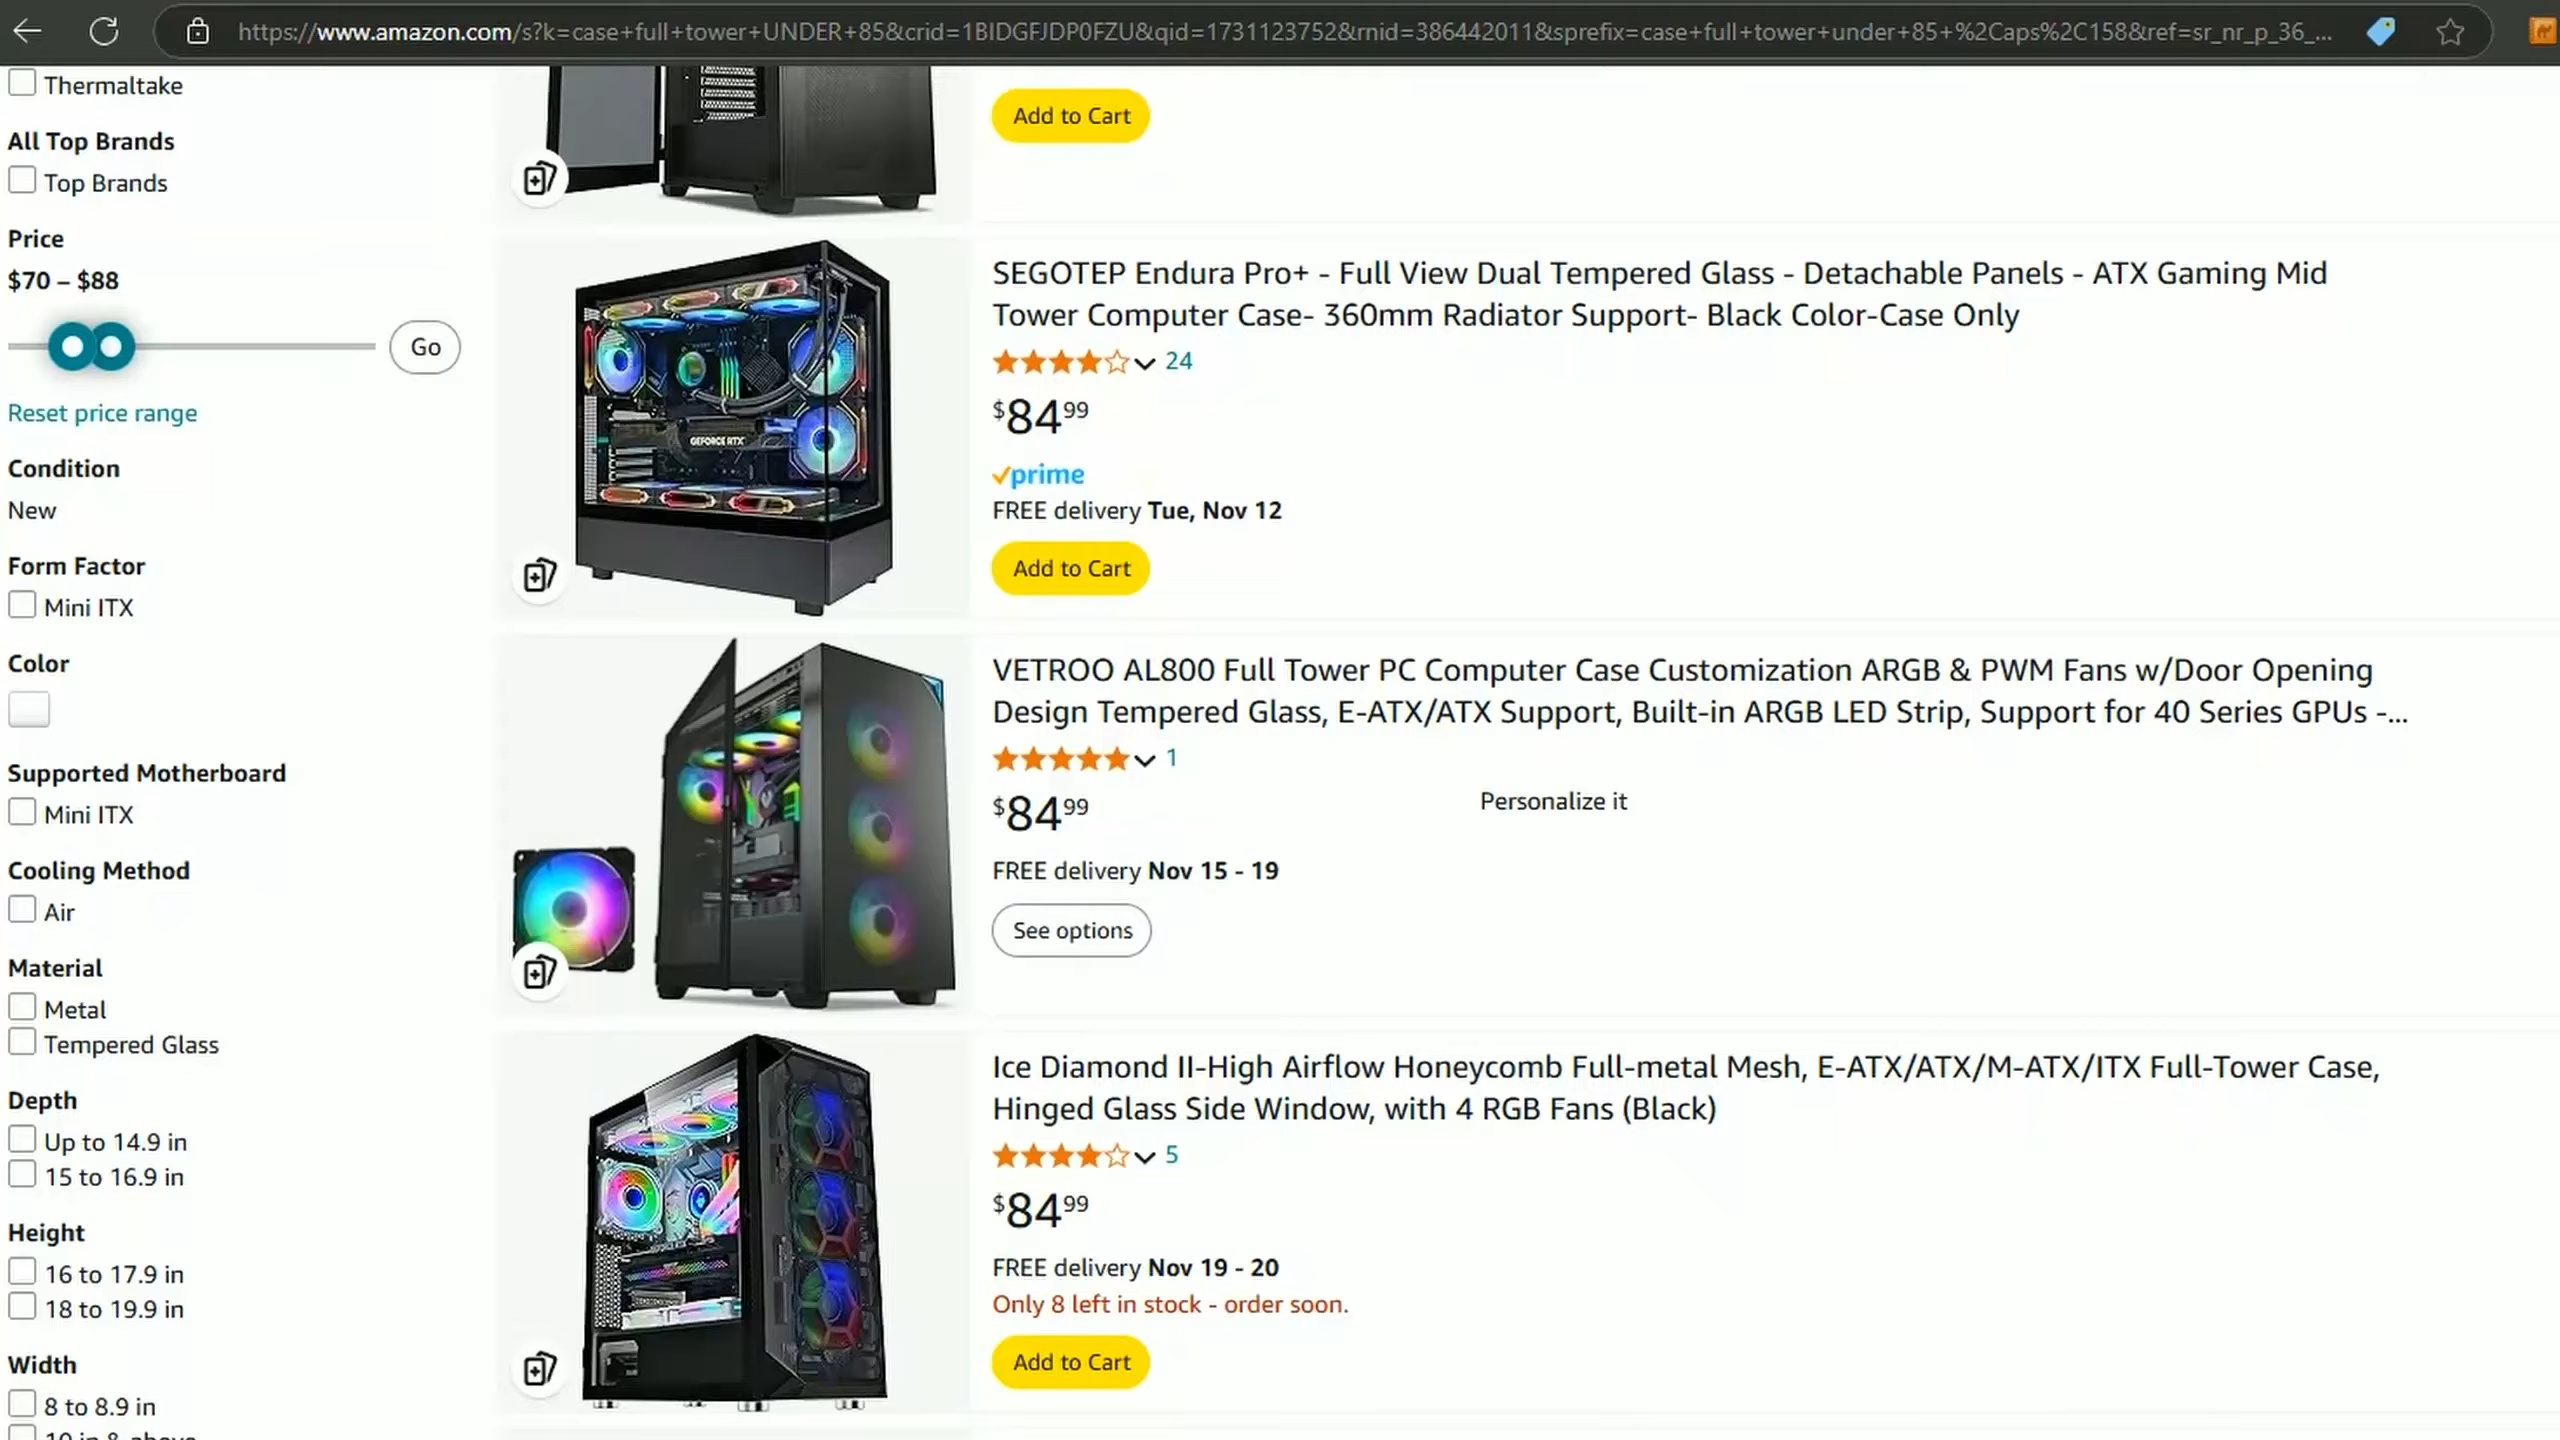 https://www.amazon.com/s?k=case+full+tower+UNDER+85&crid=1BIDGFJDP0FZU&qid=1731123752&rnid=386442011&sprefix=case+full+tower+under+85+%2Caps%2C158&ref=sr_nr_p_36_...
Thermaltake
All Top Brands
Top Brands
Price
$70 – $88
Go
Reset price range
Condition
New
Form Factor
Mini ITX
Color
Supported Motherboard
Mini ITX
Cooling Method
Air
Material
Metal
Tempered Glass
Depth
Up to 14.9 in
15 to 16.9 in
Height
16 to 17.9 in
18 to 19.9 in
Width
8 to 8.9 in
Add to Cart
GEFORCE RTX
SEGOTEP Endura Pro+ - Full View Dual Tempered Glass - Detachable Panels - ATX Gaming Mid
Tower Computer Case- 360mm Radiator Support- Black Color-Case Only
24
$84 99
prime
FREE delivery Tue, Nov 12
Add to Cart
VETROO AL800 Full Tower PC Computer Case Customization ARGB & PWM Fans w/Door Opening
Design Tempered Glass, E-ATX/ATX Support, Built-in ARGB LED Strip, Support for 40 Series GPUs -...
1
$84 99
Personalize it
FREE delivery Nov 15 - 19
See options
Ice Diamond II-High Airflow Honeycomb Full-metal Mesh, E-ATX/ATX/M-ATX/ITX Full-Tower Case,
Hinged Glass Side Window, with 4 RGB Fans (Black)
5
$84 99
FREE delivery Nov 19 - 20
Only 8 left in stock - order soon.
Add to Cart